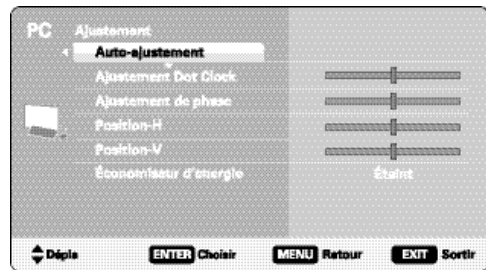 PC Ajustement
Auto-ajustement
Ajustement Dot Clock
Ajustement de phase
Position-H
Position-V
Économiseur d'energie Éteint
Dépla ENTER Choisir MENU Retour EXIT Sortir